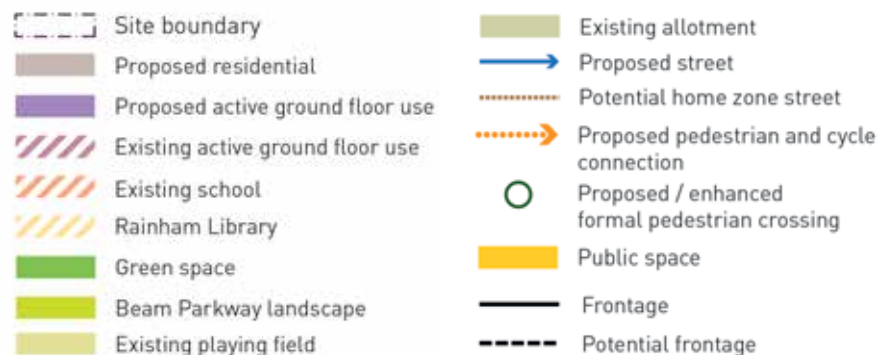 Site boundary
Proposed residential
Proposed active ground floor use
Existing active ground floor use
Existing school
Rainham Library
Green space
Beam Parkway landscape
Existing playing field
Existing allotment
Proposed street
Potential home zone street
Proposed pedestrian and cycle
connection
Proposed / enhanced
formal pedestrian crossing
Public space
Frontage
Potential frontage